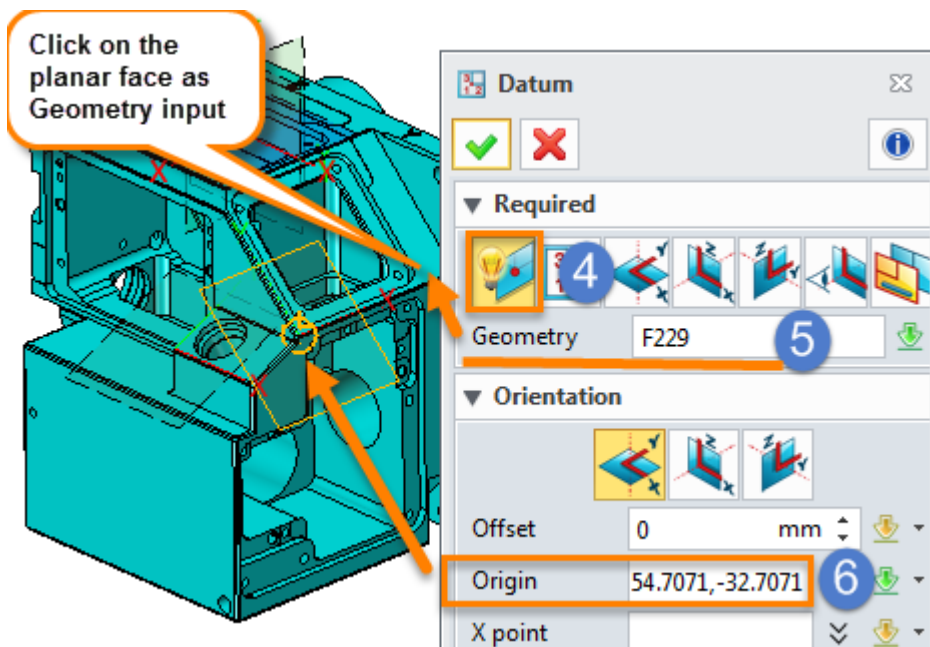 Click on the
planar face as
Geometry input
Datum
Required
4
Geometry F229 5
Orientation
Offset 0 mm
Origin 54.7071,-32.7071 6
X point